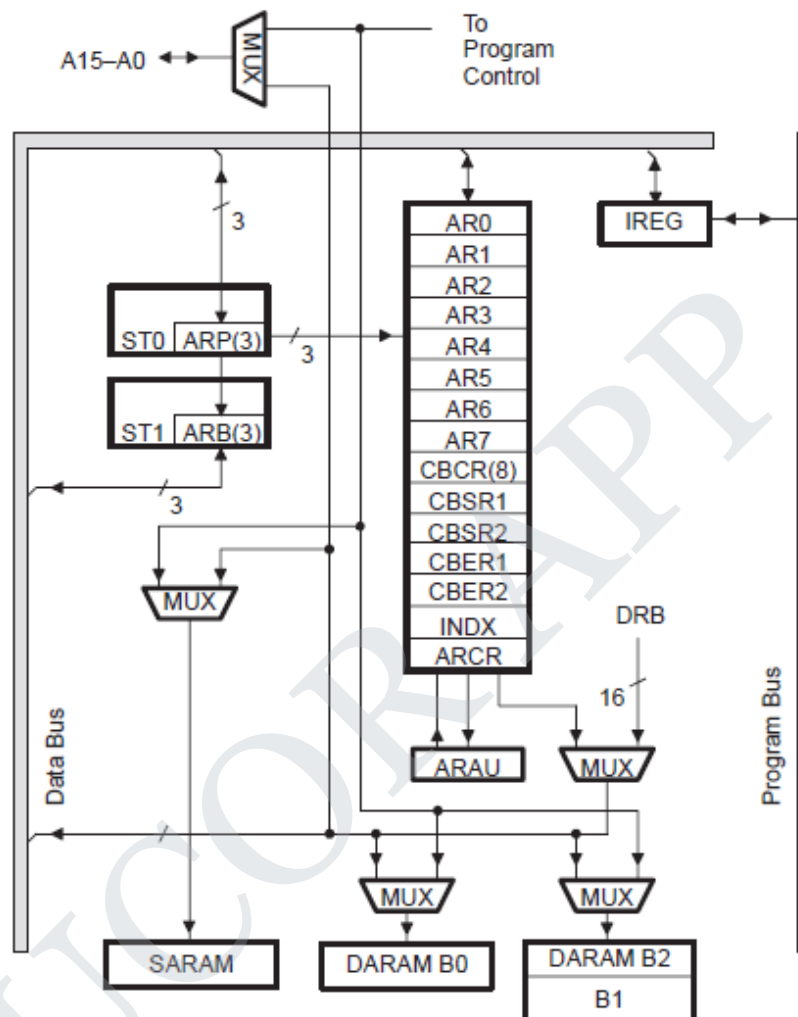 To
Program
Control
A15–A0
MUX
3
AR0
IREG
AR1
AR2
AR3
ST0 ARP(3)
3
AR4
AR5
AR6
ST1 ARB(3)
AR7
CBCR(8)
3
CBSR1
CBSR2
CBER1
MUX
CBER2
INDX
DRB
ARCR
16
Data Bus
Program Bus
ARAU
MUX
MUX
MUX
SARAM
DARAM B0
DARAM B2
B1
UCOR APP